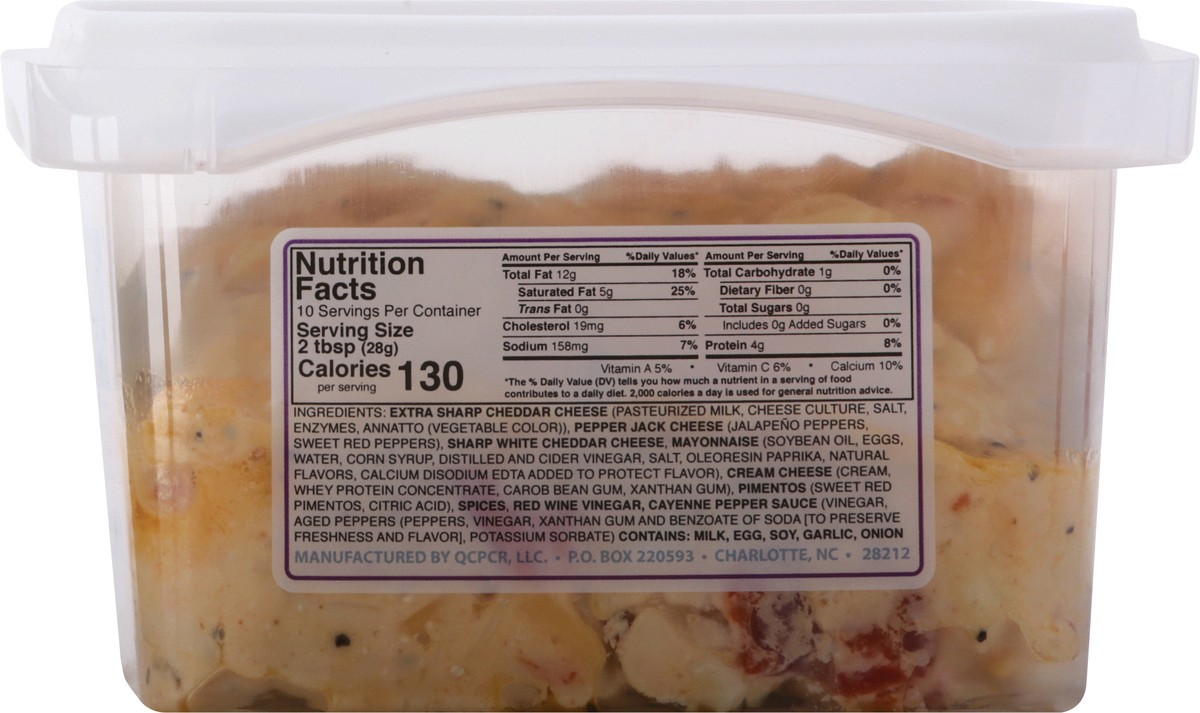 Nutrition
Facts
10 Servings Per Container
Serving Size
2 tbsp (28g)
Calories 130
per serving
Amount Per Serving %Daily Values*
Total Fat 12g 18%
Saturated Fat 5g 25%
Trans Fat 0g
Cholesterol 19mg 6%
Sodium 158mg 7%
Amount Per Serving %Daily Values*
Total Carbohydrate 1g 0%
Dietary Fiber 0g 0%
Total Sugars 0g
Includes 0g Added Sugars 0%
Protein 4g 8%
Vitamin A 5% • Vitamin C 6% • Calcium 10%
*The % Daily Value (DV) tells you how much a nutrient in a serving of food
contributes to a daily diet. 2,000 calories a day is used for general nutrition advice.
INGREDIENTS: EXTRA SHARP CHEDDAR CHEESE (PASTEURIZED MILK, CHEESE CULTURE, SALT,
ENZYMES, ANNATTO (VEGETABLE COLOR)), PEPPER JACK CHEESE (JALAPEÑO PEPPERS,
SWEET RED PEPPERS), SHARP WHITE CHEDDAR CHEESE, MAYONNAISE (SOYBEAN OIL, EGGS,
WATER, CORN SYRUP, DISTILLED AND CIDER VINEGAR, SALT, OLEORESIN PAPRIKA, NATURAL
FLAVORS, CALCIUM DISODIUM EDTA ADDED TO PROTECT FLAVOR), CREAM CHEESE (CREAM,
WHEY PROTEIN CONCENTRATE, CAROB BEAN GUM, XANTHAN GUM), PIMENTOS (SWEET RED
PIMENTOS, CITRIC ACID), SPICES, RED WINE VINEGAR, CAYENNE PEPPER SAUCE (VINEGAR,
AGED PEPPERS (PEPPERS, VINEGAR, XANTHAN GUM AND BENZOATE OF SODA [TO PRESERVE
FRESHNESS AND FLAVOR], POTASSIUM SORBATE) CONTAINS: MILK, EGG, SOY, GARLIC, ONION
MANUFACTURED BY QCPCR, LLC. • P.O. BOX 220593 • CHARLOTTE, NC • 28212